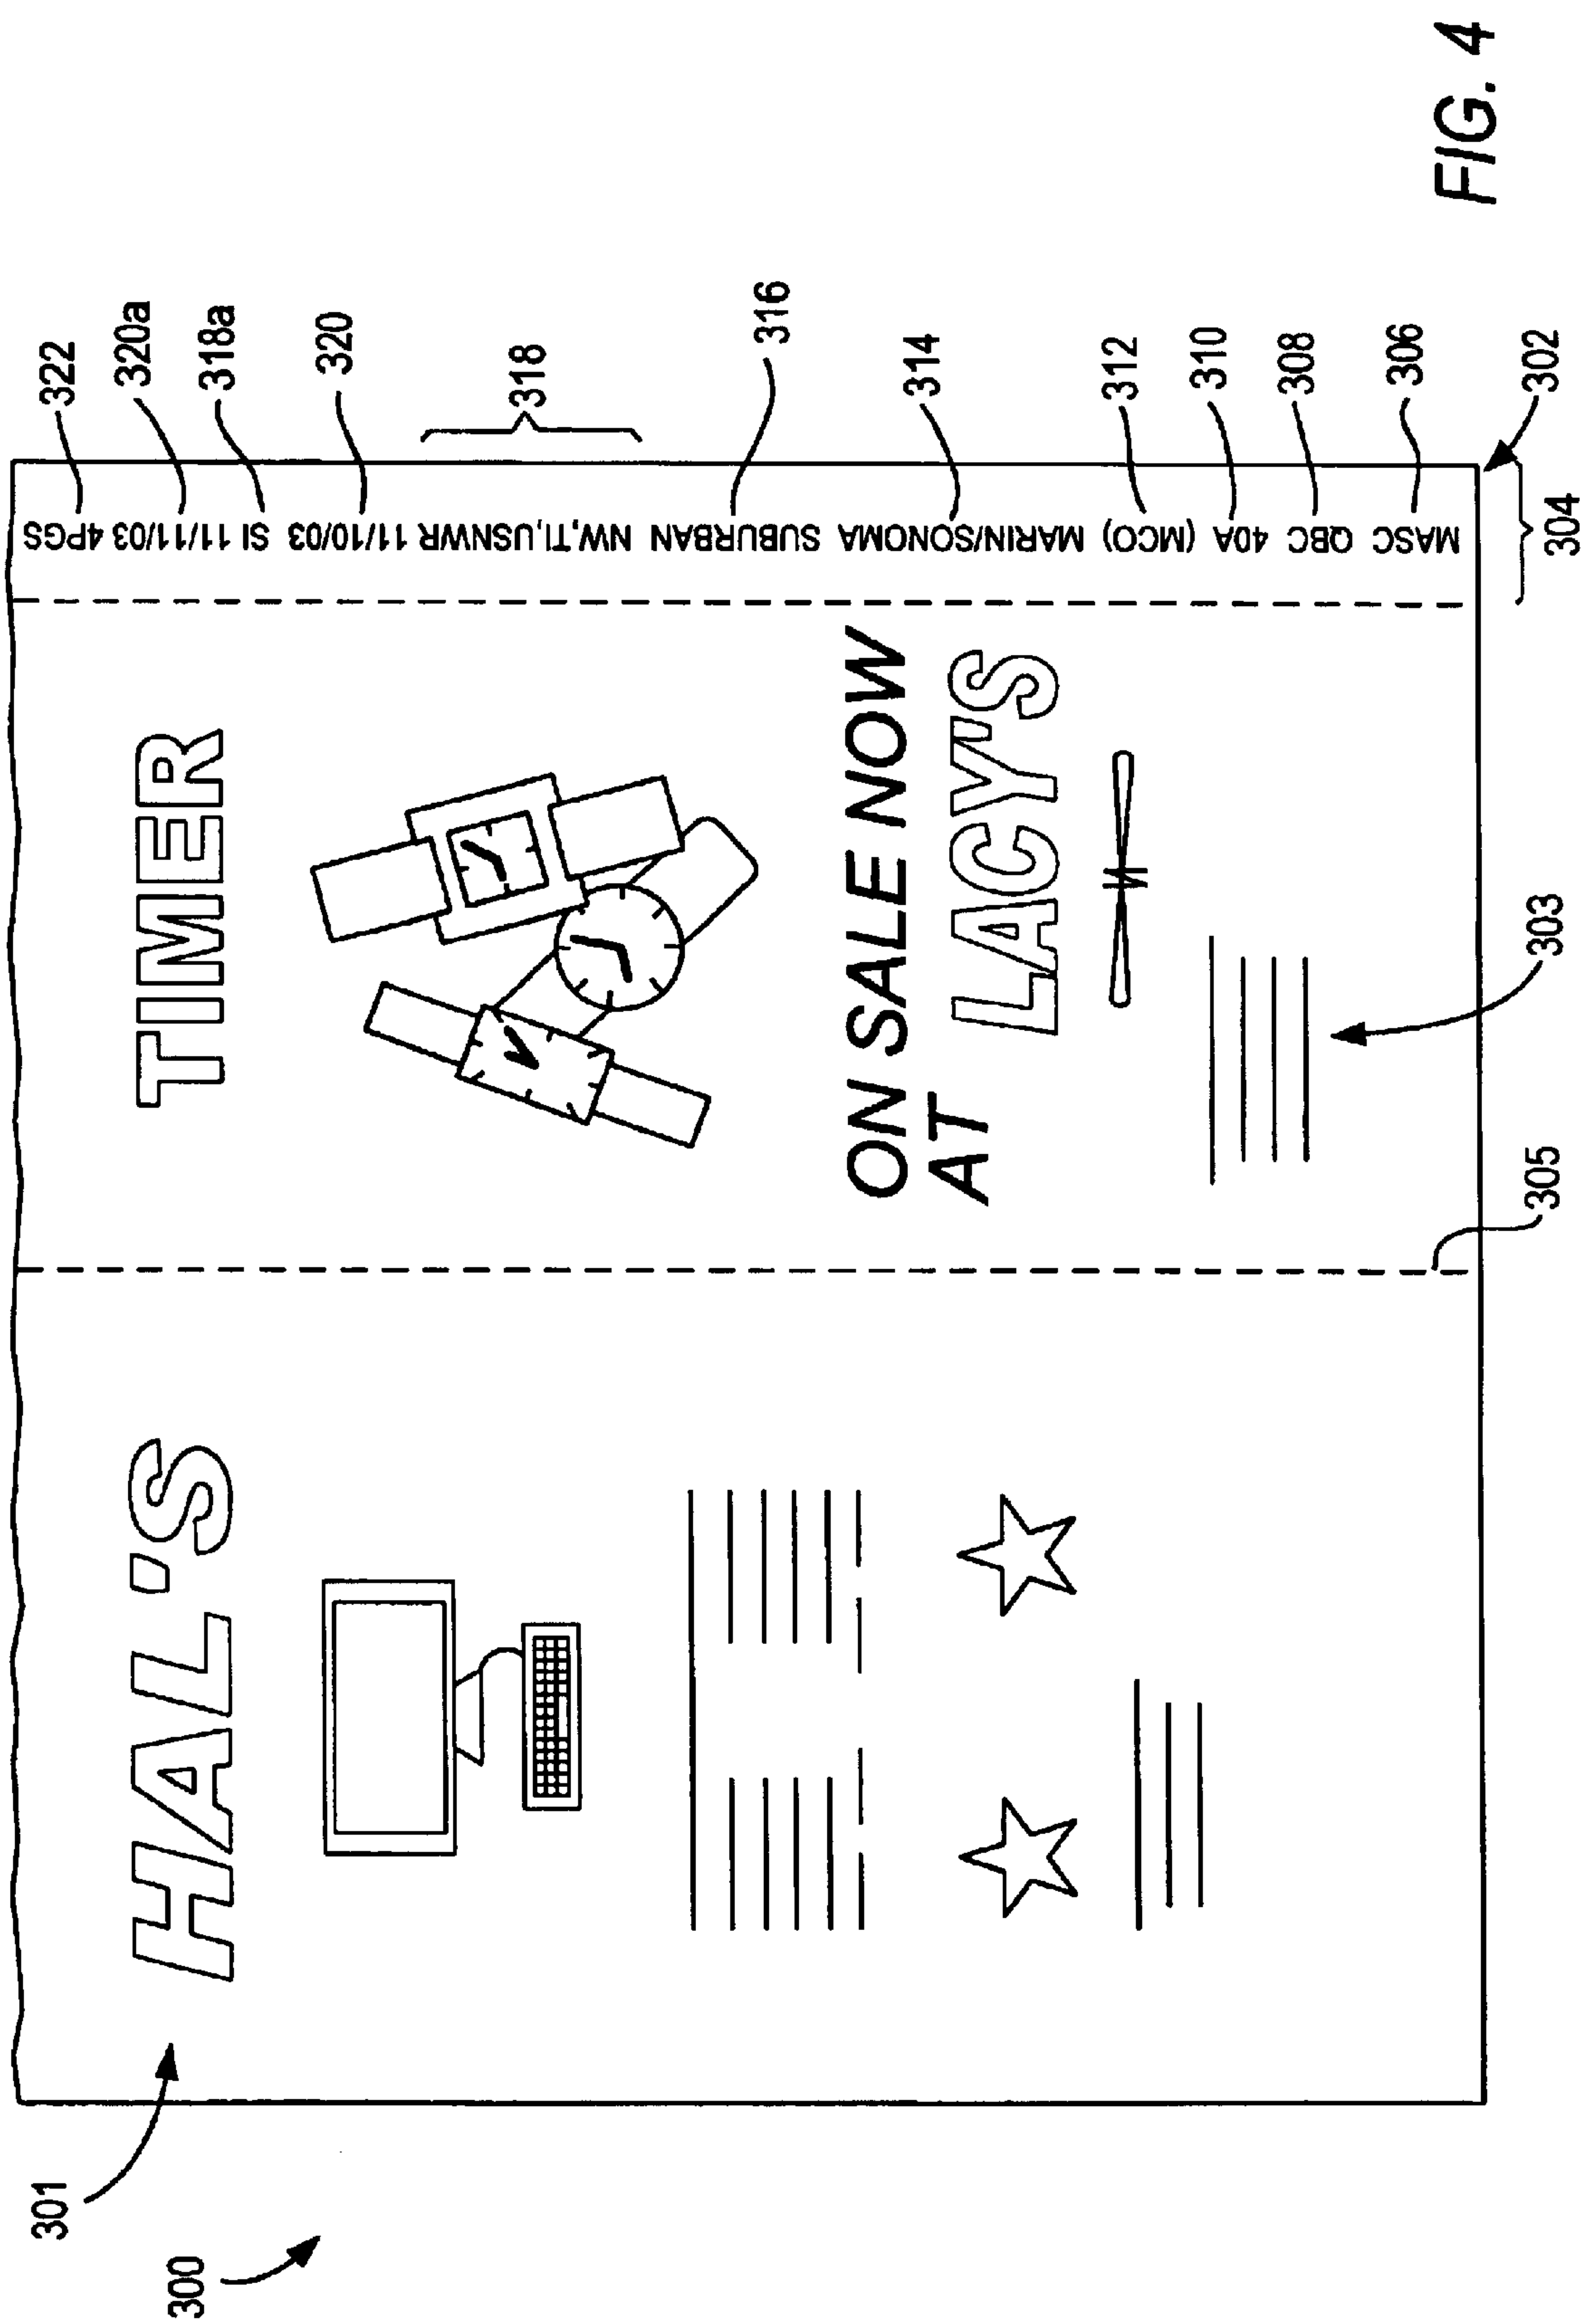 301
300
HAL'S
TIMER
ON SALE NOW
AT
LACY'S
303
305
MASC QBC 40A (MCO) MARIN/SONOMA SUBURBAN NW,TI,USNWR 11/10/03 SI 11/11/03 4PGS
322
320a
318a
320
318
316
314
312
310
308
306
302
304
FIG. 4